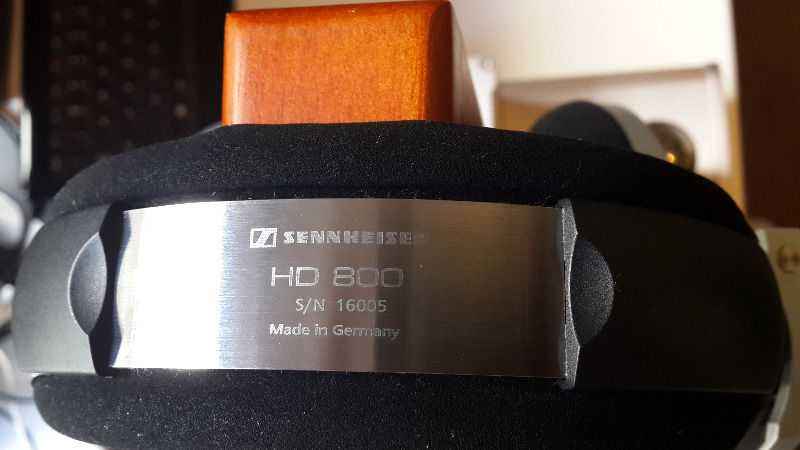 SENNHEISER
HD 800
S/N 16005
Made in Germany